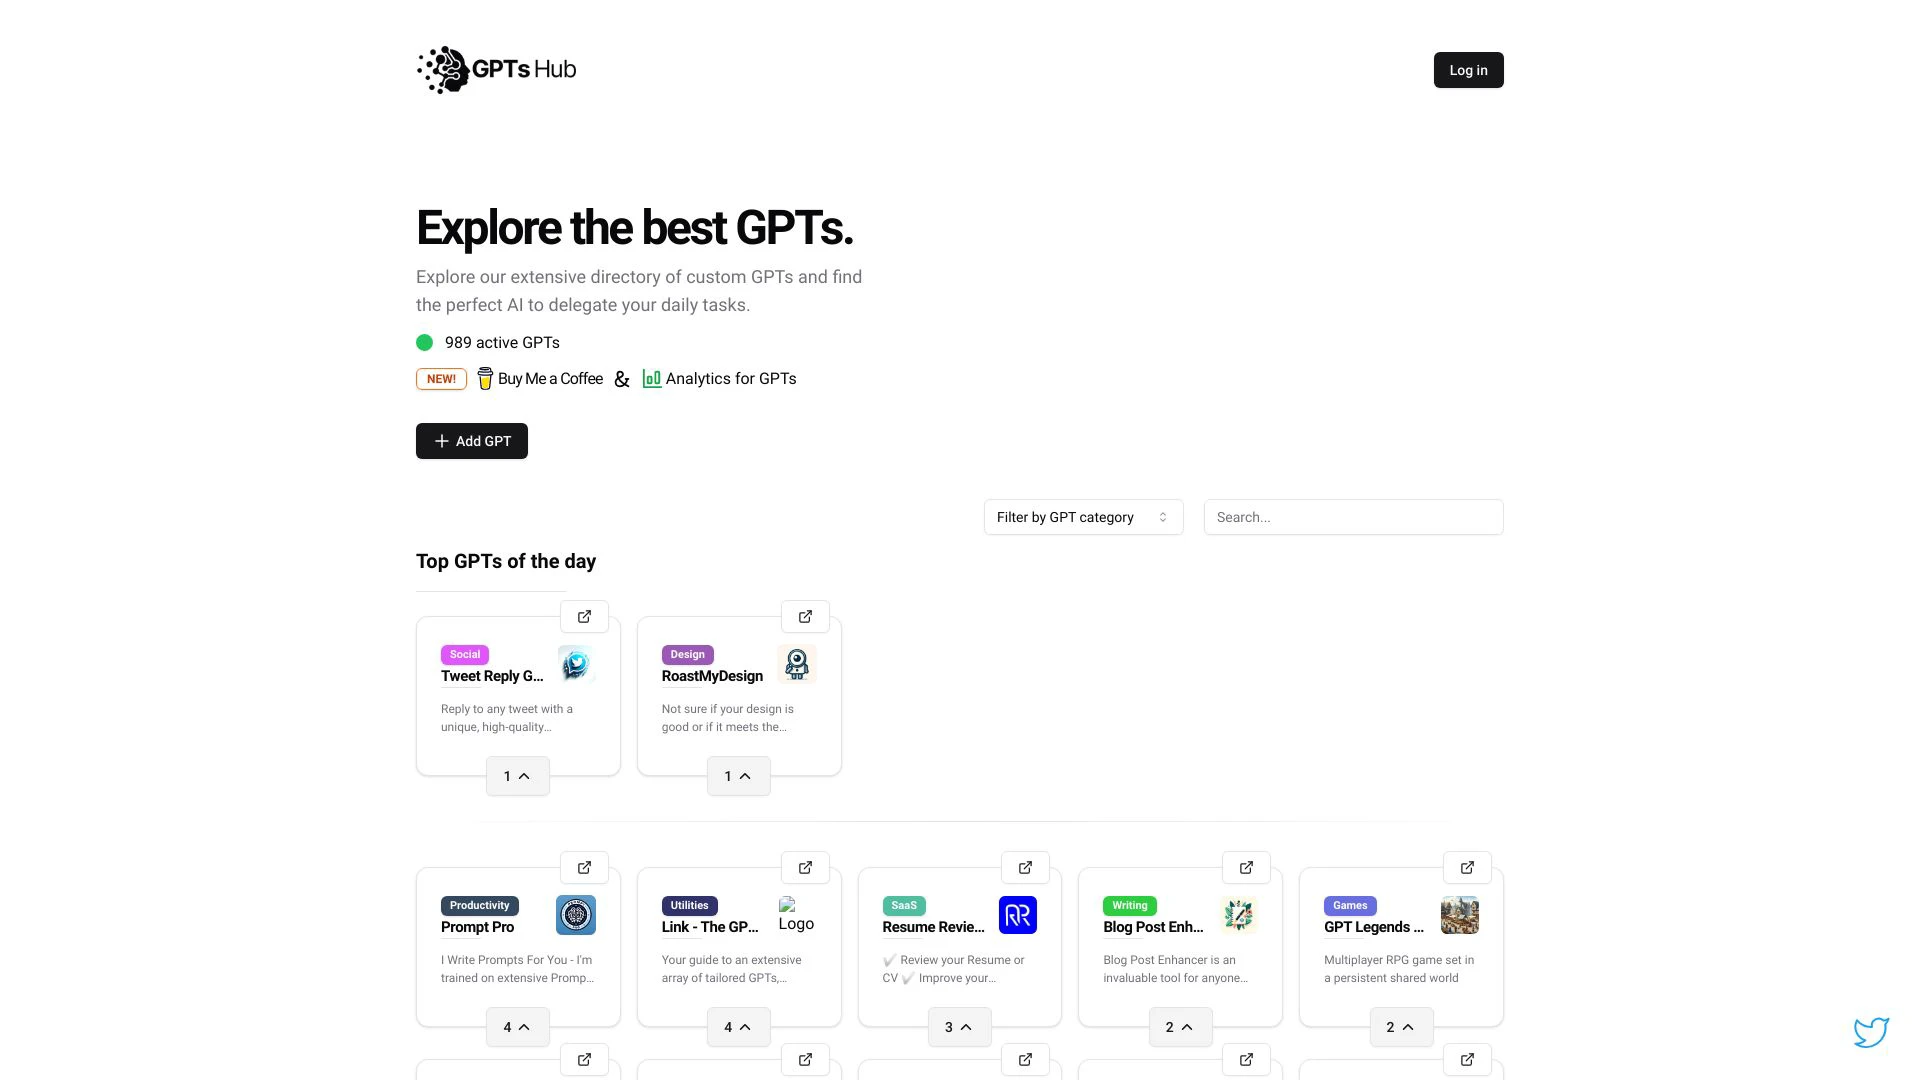 GPTs Hub
Log in
Explore the best GPTs.
Explore our extensive directory of custom GPTs and find
the perfect AI to delegate your daily tasks.
989 active GPTs
NEW! Buy Me a Coffee & Analytics for GPTs
Add GPT
Filter by GPT category
Search...
Top GPTs of the day
Social
Tweet Reply G...
Reply to any tweet with a
unique, high-quality...
1
Design
RoastMyDesign
Not sure if your design is
good or if it meets the...
1
Productivity
Prompt Pro
I Write Prompts For You - I'm
trained on extensive Promp...
4
Utilities
Link - The GP...
Logo
Your guide to an extensive
array of tailored GPTs,...
4
SaaS
Resume Revie...
RR
✔️ Review your Resume or
CV ✔️ Improve your...
3
Writing
Blog Post Enh...
Blog Post Enhancer is an
invaluable tool for anyone...
2
Games
GPT Legends ...
Multiplayer RPG game set in
a persistent shared world
2